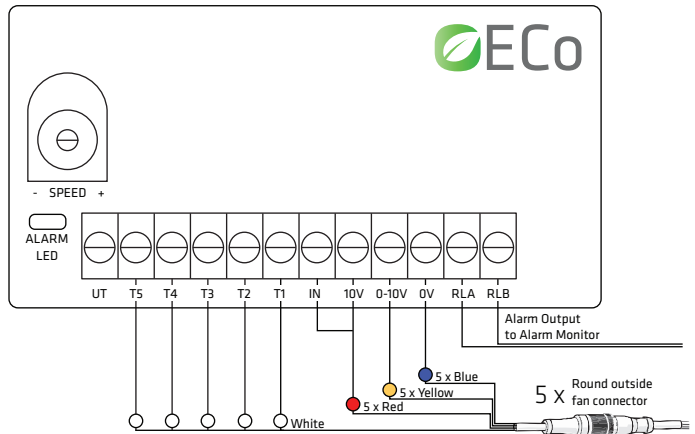 ECo
- SPEED +
ALARM
LED
UT T5 T4 T3 T2 T1 IN 10V 0-10V 0V RLA RLB
Alarm Output
to Alarm Monitor
5 x Blue
5 x Yellow
5 x Red
White
5 x Round outside
fan connector